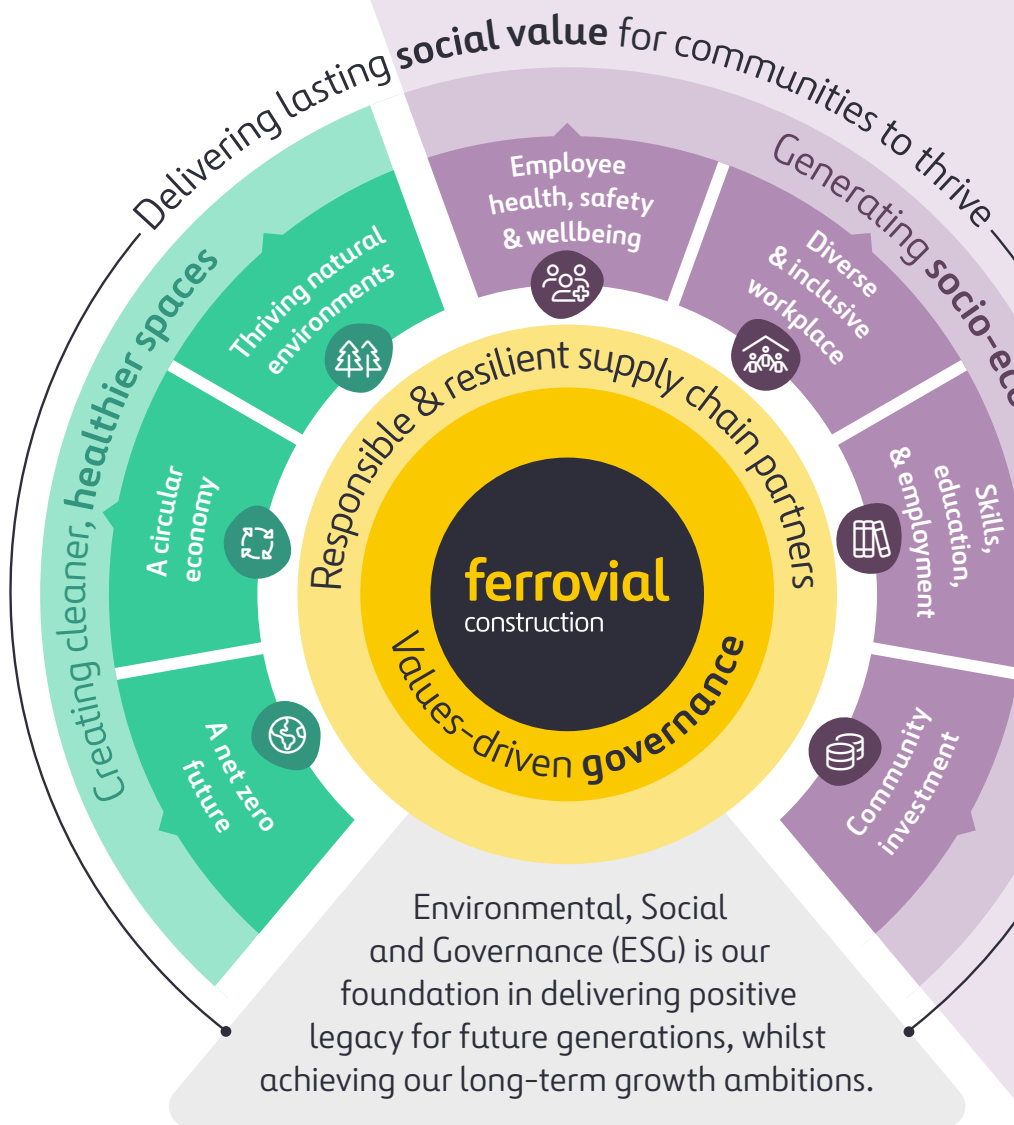 Delivering lasting social value for communities to thrive
Creating cleaner, healthier spaces
Generating socio-eco
Thriving natural
environments
A circular
economy
A net zero
future
Employee
health, safety
& wellbeing
Diverse
& inclusive
workplace
Skills,
education,
& employment
Community
investment
Responsible & resilient supply chain partners
ferrovial
construction
Values-driven governance
Environmental, Social
and Governance (ESG) is our
foundation in delivering positive
legacy for future generations, whilst
achieving our long-term growth ambitions.